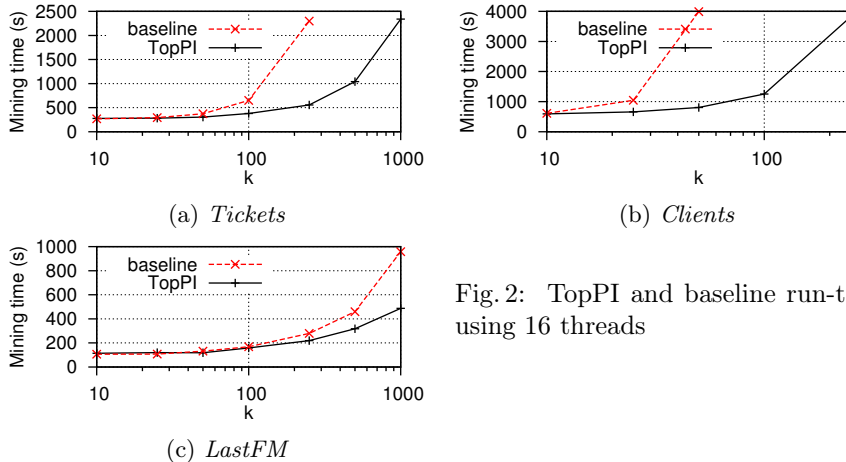 2500
2000
1500
1000
500
0
Mining time (s)
baseline
TopPI
10 100 1000
k
(a) Tickets
4000
3000
2000
1000
0
Mining time (s)
baseline
TopPI
10 100
k
(b) Clients
1000
800
600
400
200
0
Mining time (s)
baseline
TopPI
10 100 1000
k
(c) LastFM
Fig. 2: TopPI and baseline run-t
using 16 threads